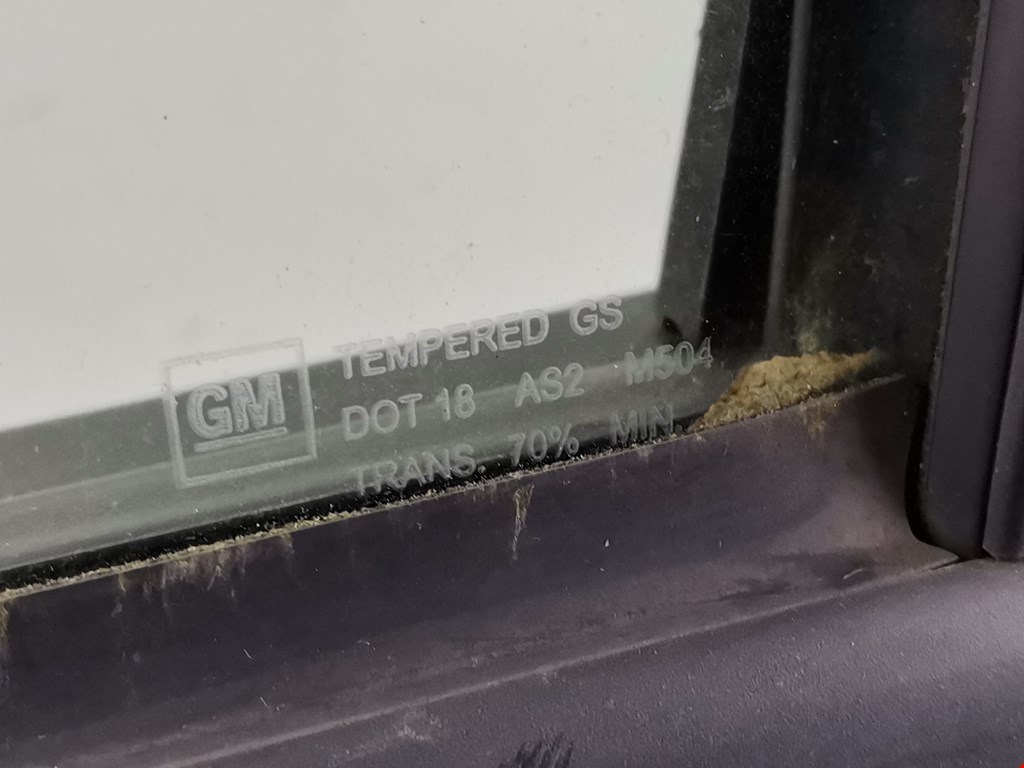 GM
TEMPERED GS
DOT 18 AS2 M504
TRANS. 70% MIN.